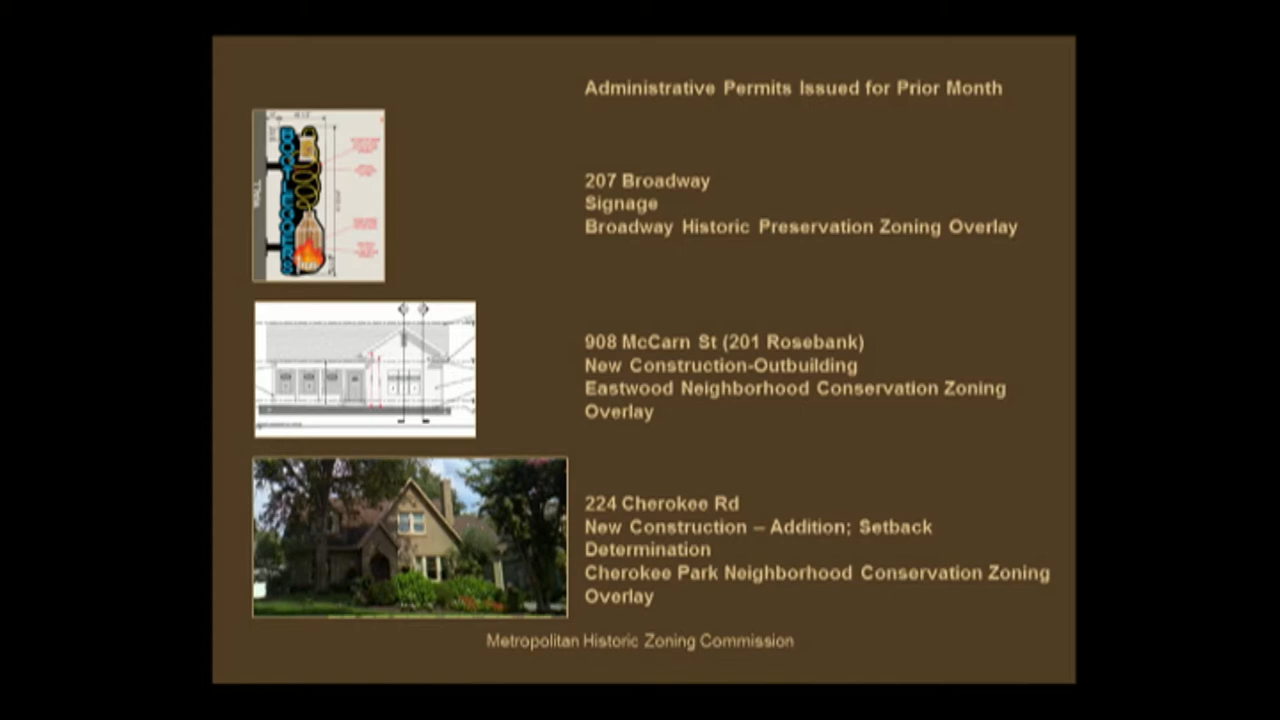 Administrative Permits Issued for Prior Month
WALL
BOOTLEGGERS
207 Broadway
Signage
Broadway Historic Preservation Zoning Overlay
908 McCarn St (201 Rosebank)
New Construction-Outbuilding
Eastwood Neighborhood Conservation Zoning
Overlay
224 Cherokee Rd
New Construction – Addition; Setback
Determination
Cherokee Park Neighborhood Conservation Zoning
Overlay
Metropolitan Historic Zoning Commission